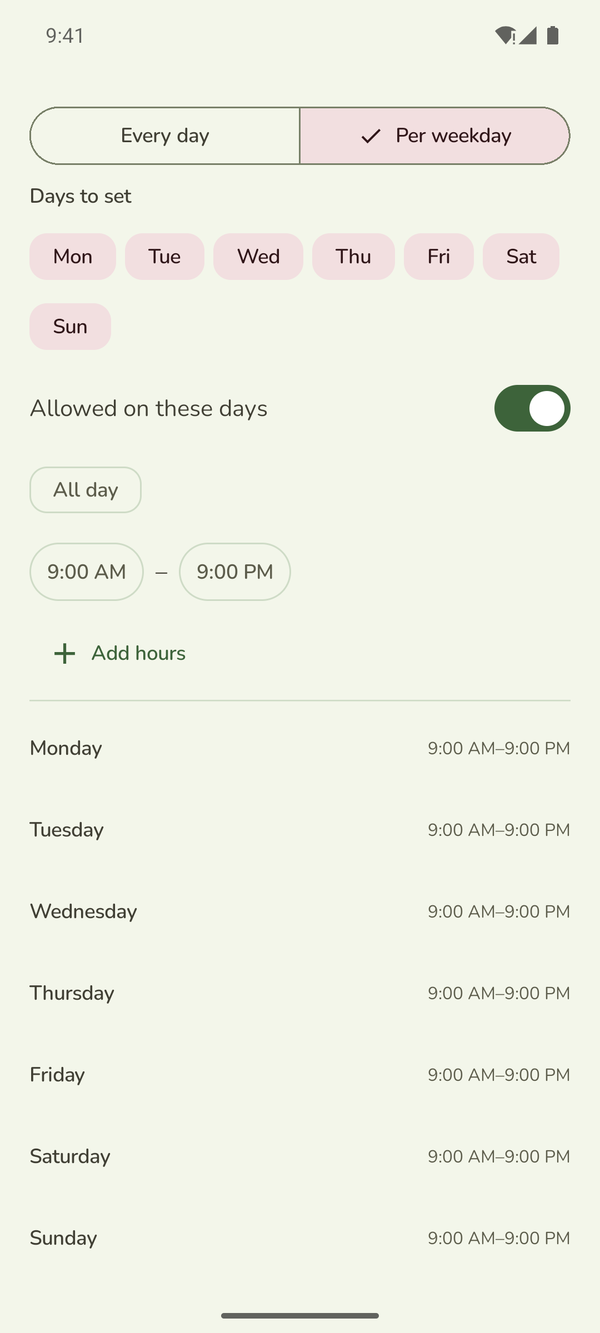 9:41
Every day
Per weekday
Days to set
Mon Tue Wed Thu Fri Sat
Sun
Allowed on these days
All day
9:00 AM – 9:00 PM
Add hours
Monday 9:00 AM–9:00 PM
Tuesday 9:00 AM–9:00 PM
Wednesday 9:00 AM–9:00 PM
Thursday 9:00 AM–9:00 PM
Friday 9:00 AM–9:00 PM
Saturday 9:00 AM–9:00 PM
Sunday 9:00 AM–9:00 PM